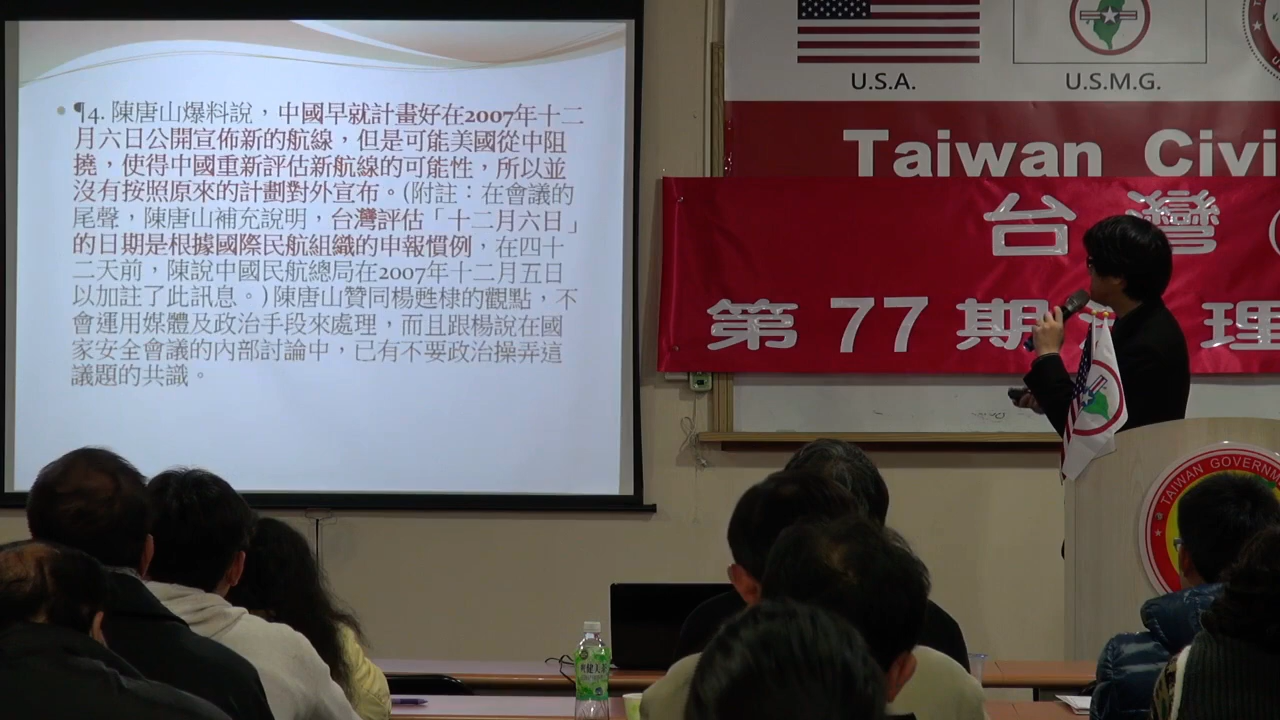 • ¶4. 陳唐山爆料說，中國早就計畫好在2007年十二
月六日公開宣佈新的航線，但是可能美國從中阻
撓，使得中國重新評估新航線的可能性，所以並
沒有按照原來的計劃對外宣布。(附註：在會議的
尾聲，陳唐山補充說明，台灣評估「十二月六日」
的日期是根據國際民航組織的申報慣例，在四十
二天前，陳說中國民航總局在2007年十二月五日
以加註了此訊息。) 陳唐山贊同楊甦棣的觀點，不
會運用媒體及政治手段來處理，而且跟楊說在國
家安全會議的內部討論中，已有不要政治操弄這
議題的共識。
U.S.A.
U.S.M.G.
Taiwan Civi
台灣
第77期
理
TAIWAN GOVERNM